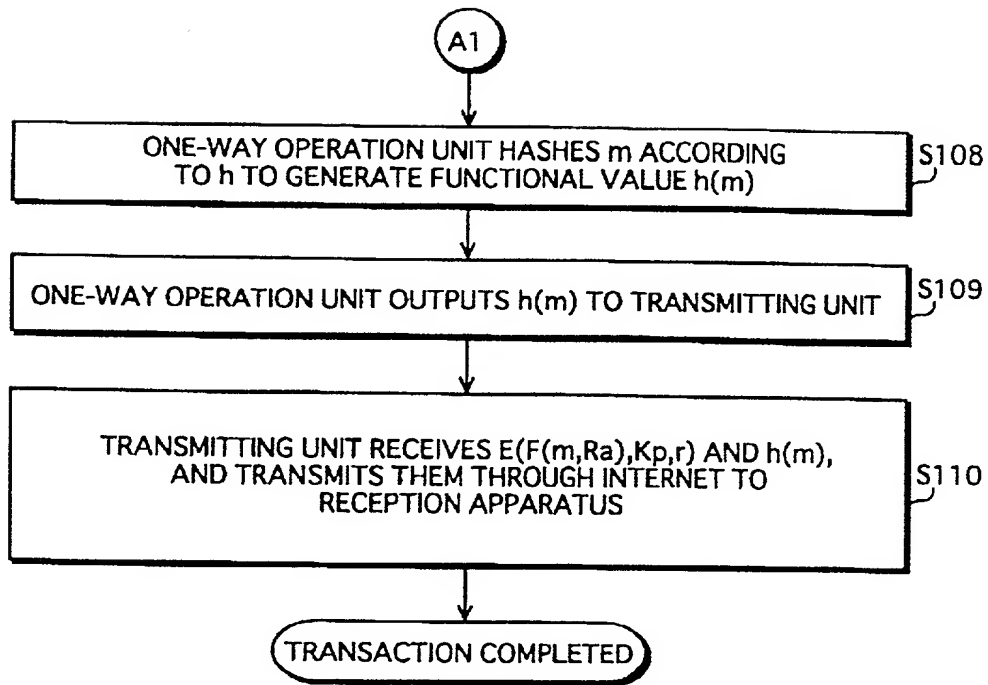 A1
ONE-WAY OPERATION UNIT HASHES m ACCORDING
TO h TO GENERATE FUNCTIONAL VALUE h(m)
S108
ONE-WAY OPERATION UNIT OUTPUTS h(m) TO TRANSMITTING UNIT
S109
TRANSMITTING UNIT RECEIVES E(F(m,Ra),Kp,r) AND h(m),
AND TRANSMITS THEM THROUGH INTERNET TO
RECEPTION APPARATUS
S110
TRANSACTION COMPLETED